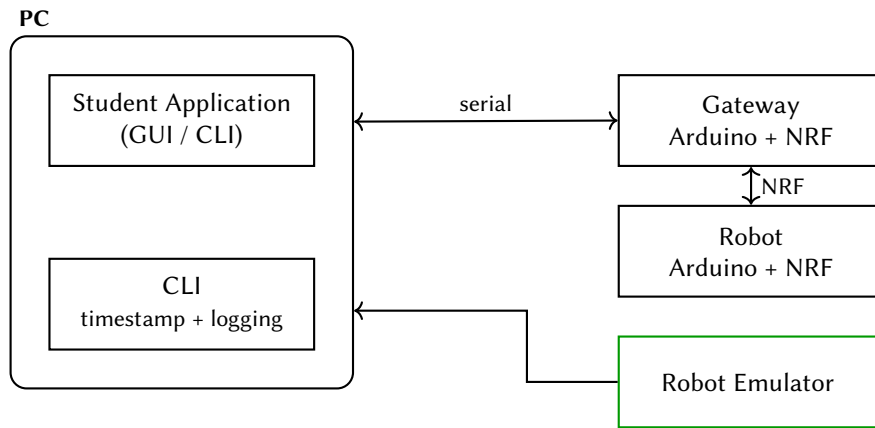 PC
Student Application
(GUI / CLI)
serial
Gateway
Arduino + NRF
NRF
Robot
Arduino + NRF
CLI
timestamp + logging
Robot Emulator